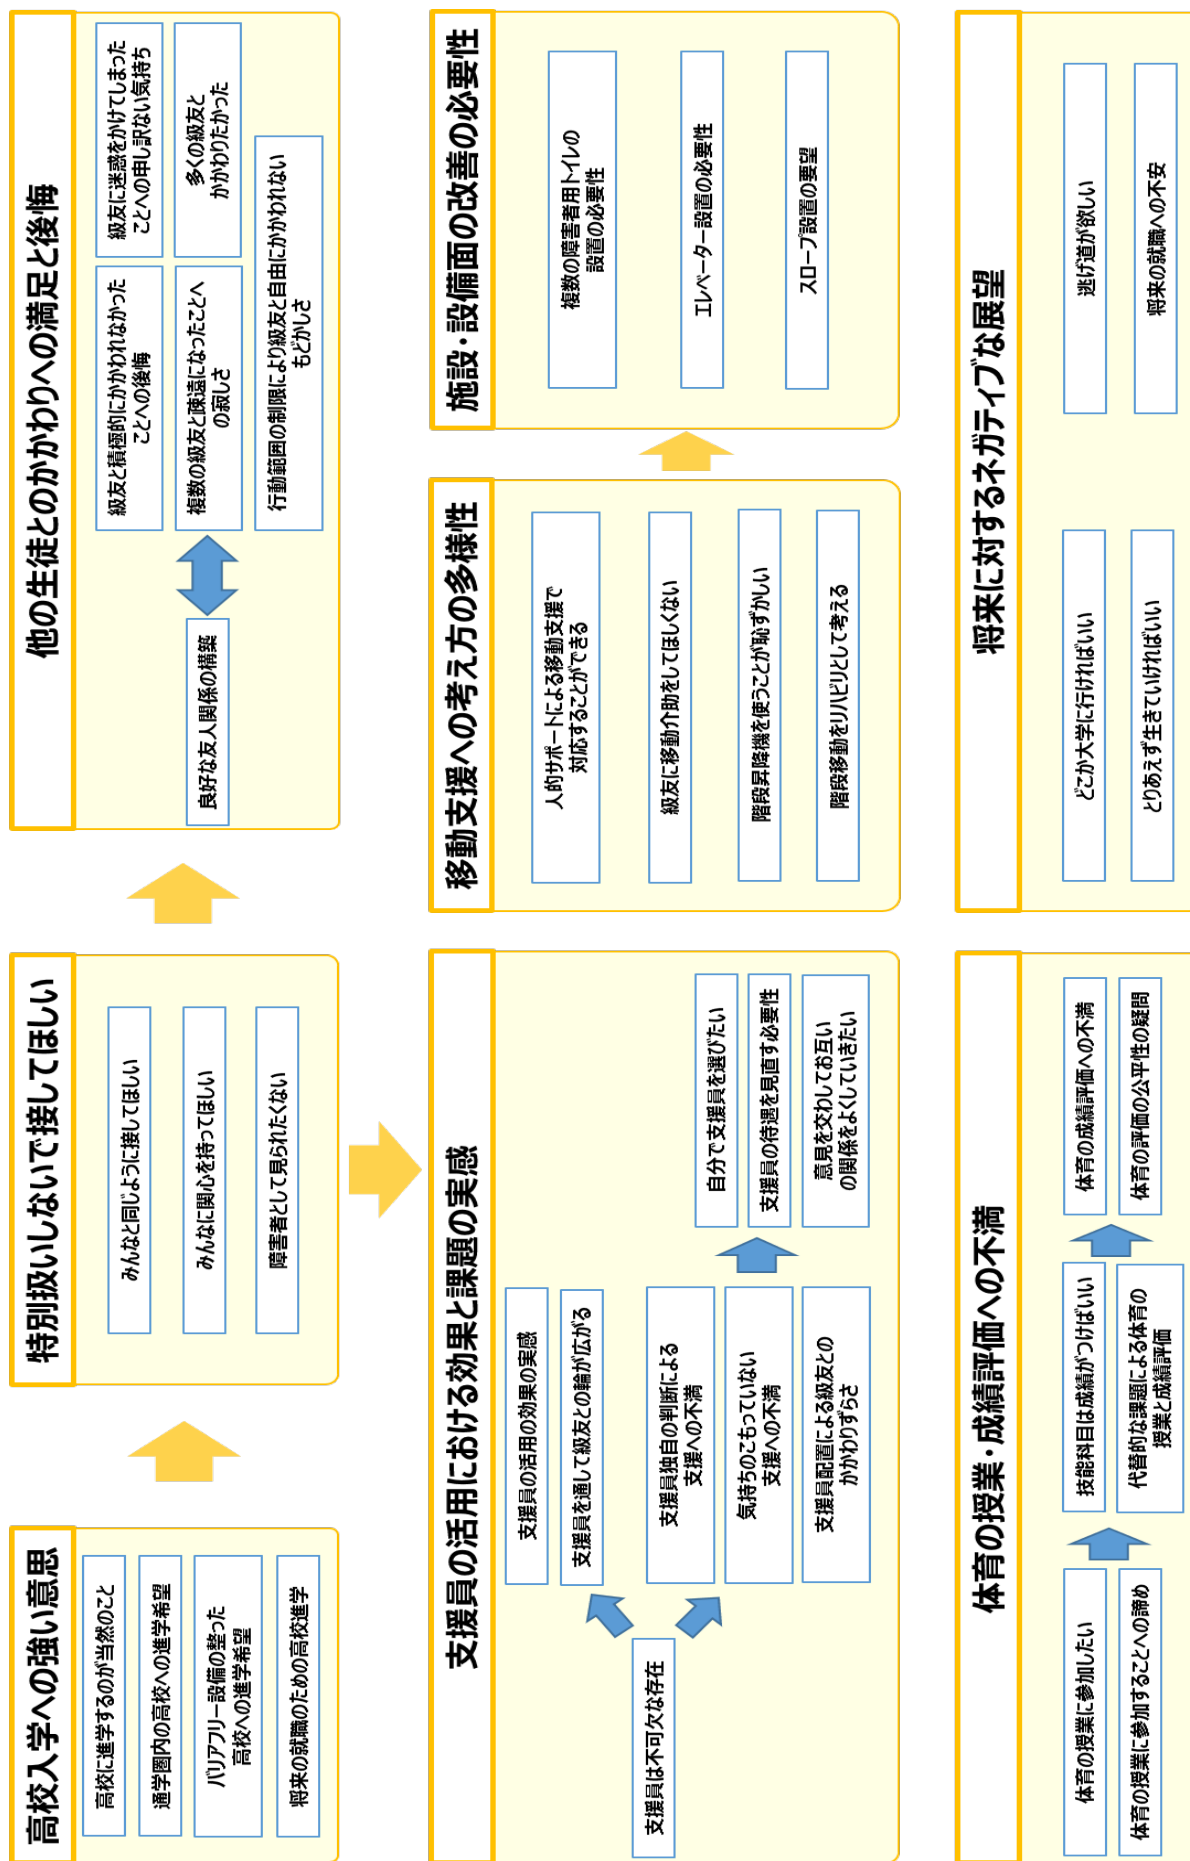 高校入学への強い意思
高校に進学するのが当然のこと
通学圏内の高校への進学希望
バリアフリー設備の整った
高校への進学希望
将来の就職のための高校進学
特別扱いしないで接してほしい
みんなと同じように接してほしい
みんなに関心を持ってほしい
障害者として見られたくない
他の生徒とのかかわりへの満足と後悔
良好な友人関係の構築
級友と積極的にかかわれなかった
ことへの後悔
級友に迷惑をかけてしまった
ことへの申し訳ない気持ち
複数の級友と疎遠になったことへ
の寂しさ
多くの級友と
かかわりたかった
行動範囲の制限により級友と自由にかかわれない
もどかしさ
支援員の活用における効果と課題の実感
支援員は不可欠な存在
支援員の活用の効果の実感
支援員を通して級友との輪が広がる
支援員独自の判断による
支援への不満
気持ちのこもっていない
支援への不満
支援員配置による級友との
かかわりずらさ
自分で支援員を選びたい
支援員の待遇を見直す必要性
意見を交わしてお互い
の関係をよくしていきたい
移動支援への考え方の多様性
人的サポートによる移動支援で
対応することができる
級友に移動介助をしてほしくない
階段昇降機を使うことが恥ずかしい
階段移動をリハビリとして考える
施設・設備面の改善の必要性
複数の障害者用トイレの
設置の必要性
エレベーター設置の必要性
スロープ設置の要望
体育の授業・成績評価への不満
体育の授業に参加したい
体育の授業に参加することへの諦め
技能科目は成績がつけばいい
代替的な課題による体育の
授業と成績評価
体育の成績評価への不満
体育の評価の公平性の疑問
将来に対するネガティブな展望
どこか大学に行ければいい
とりあえず生きていければいい
逃げ道が欲しい
将来の就職への不安